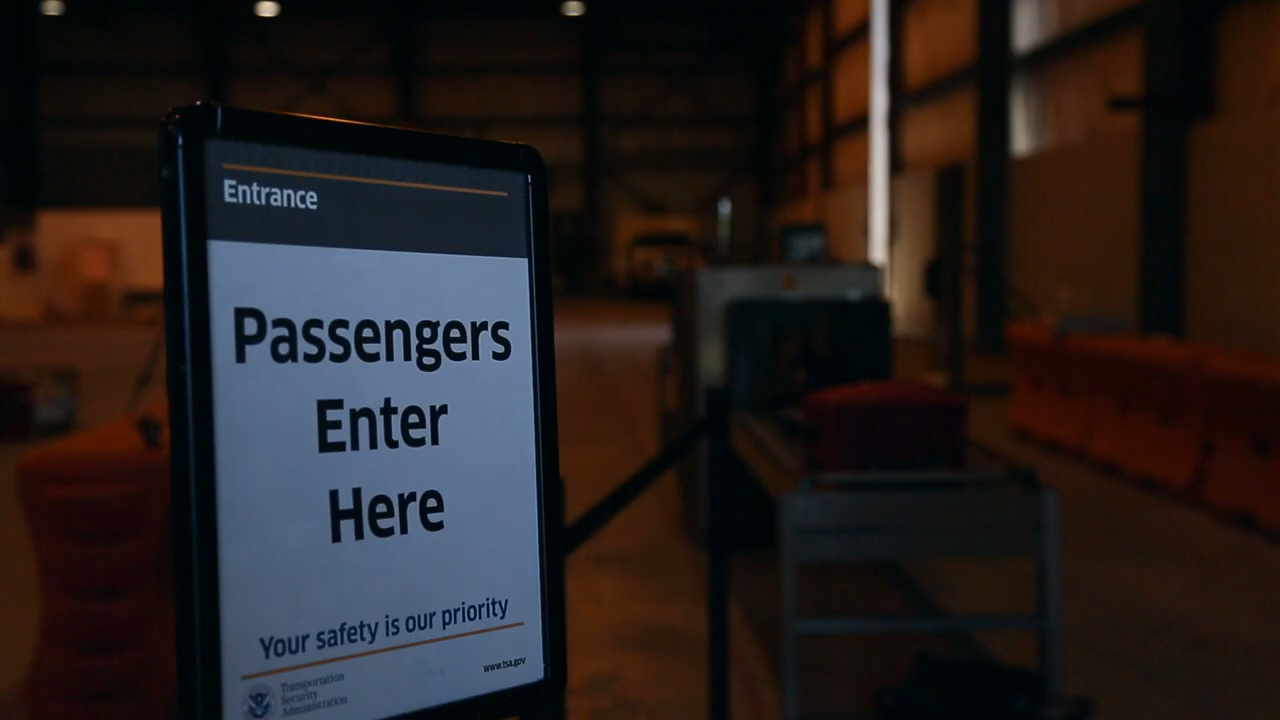 Entrance
Passengers
Enter
Here
Your safety is our priority
www.tsa.gov
Transportation
Security
Administration